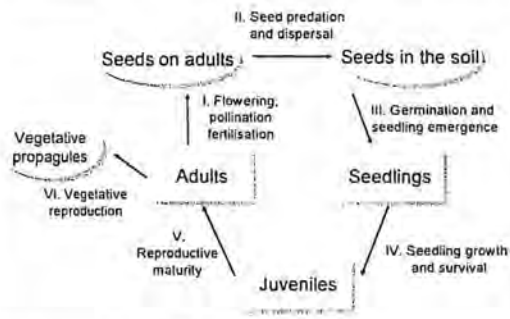 II. Seed predation
and dispersal
Seeds on adults
Seeds in the soil
I. Flowering,
pollination
fertilisation
III. Germination and
seedling emergence
Vegetative
propagules
Adults
Seedlings
VI. Vegetative
reproduction
V.
Reproductive
maturity
IV. Seedling growth
and survival
Juveniles